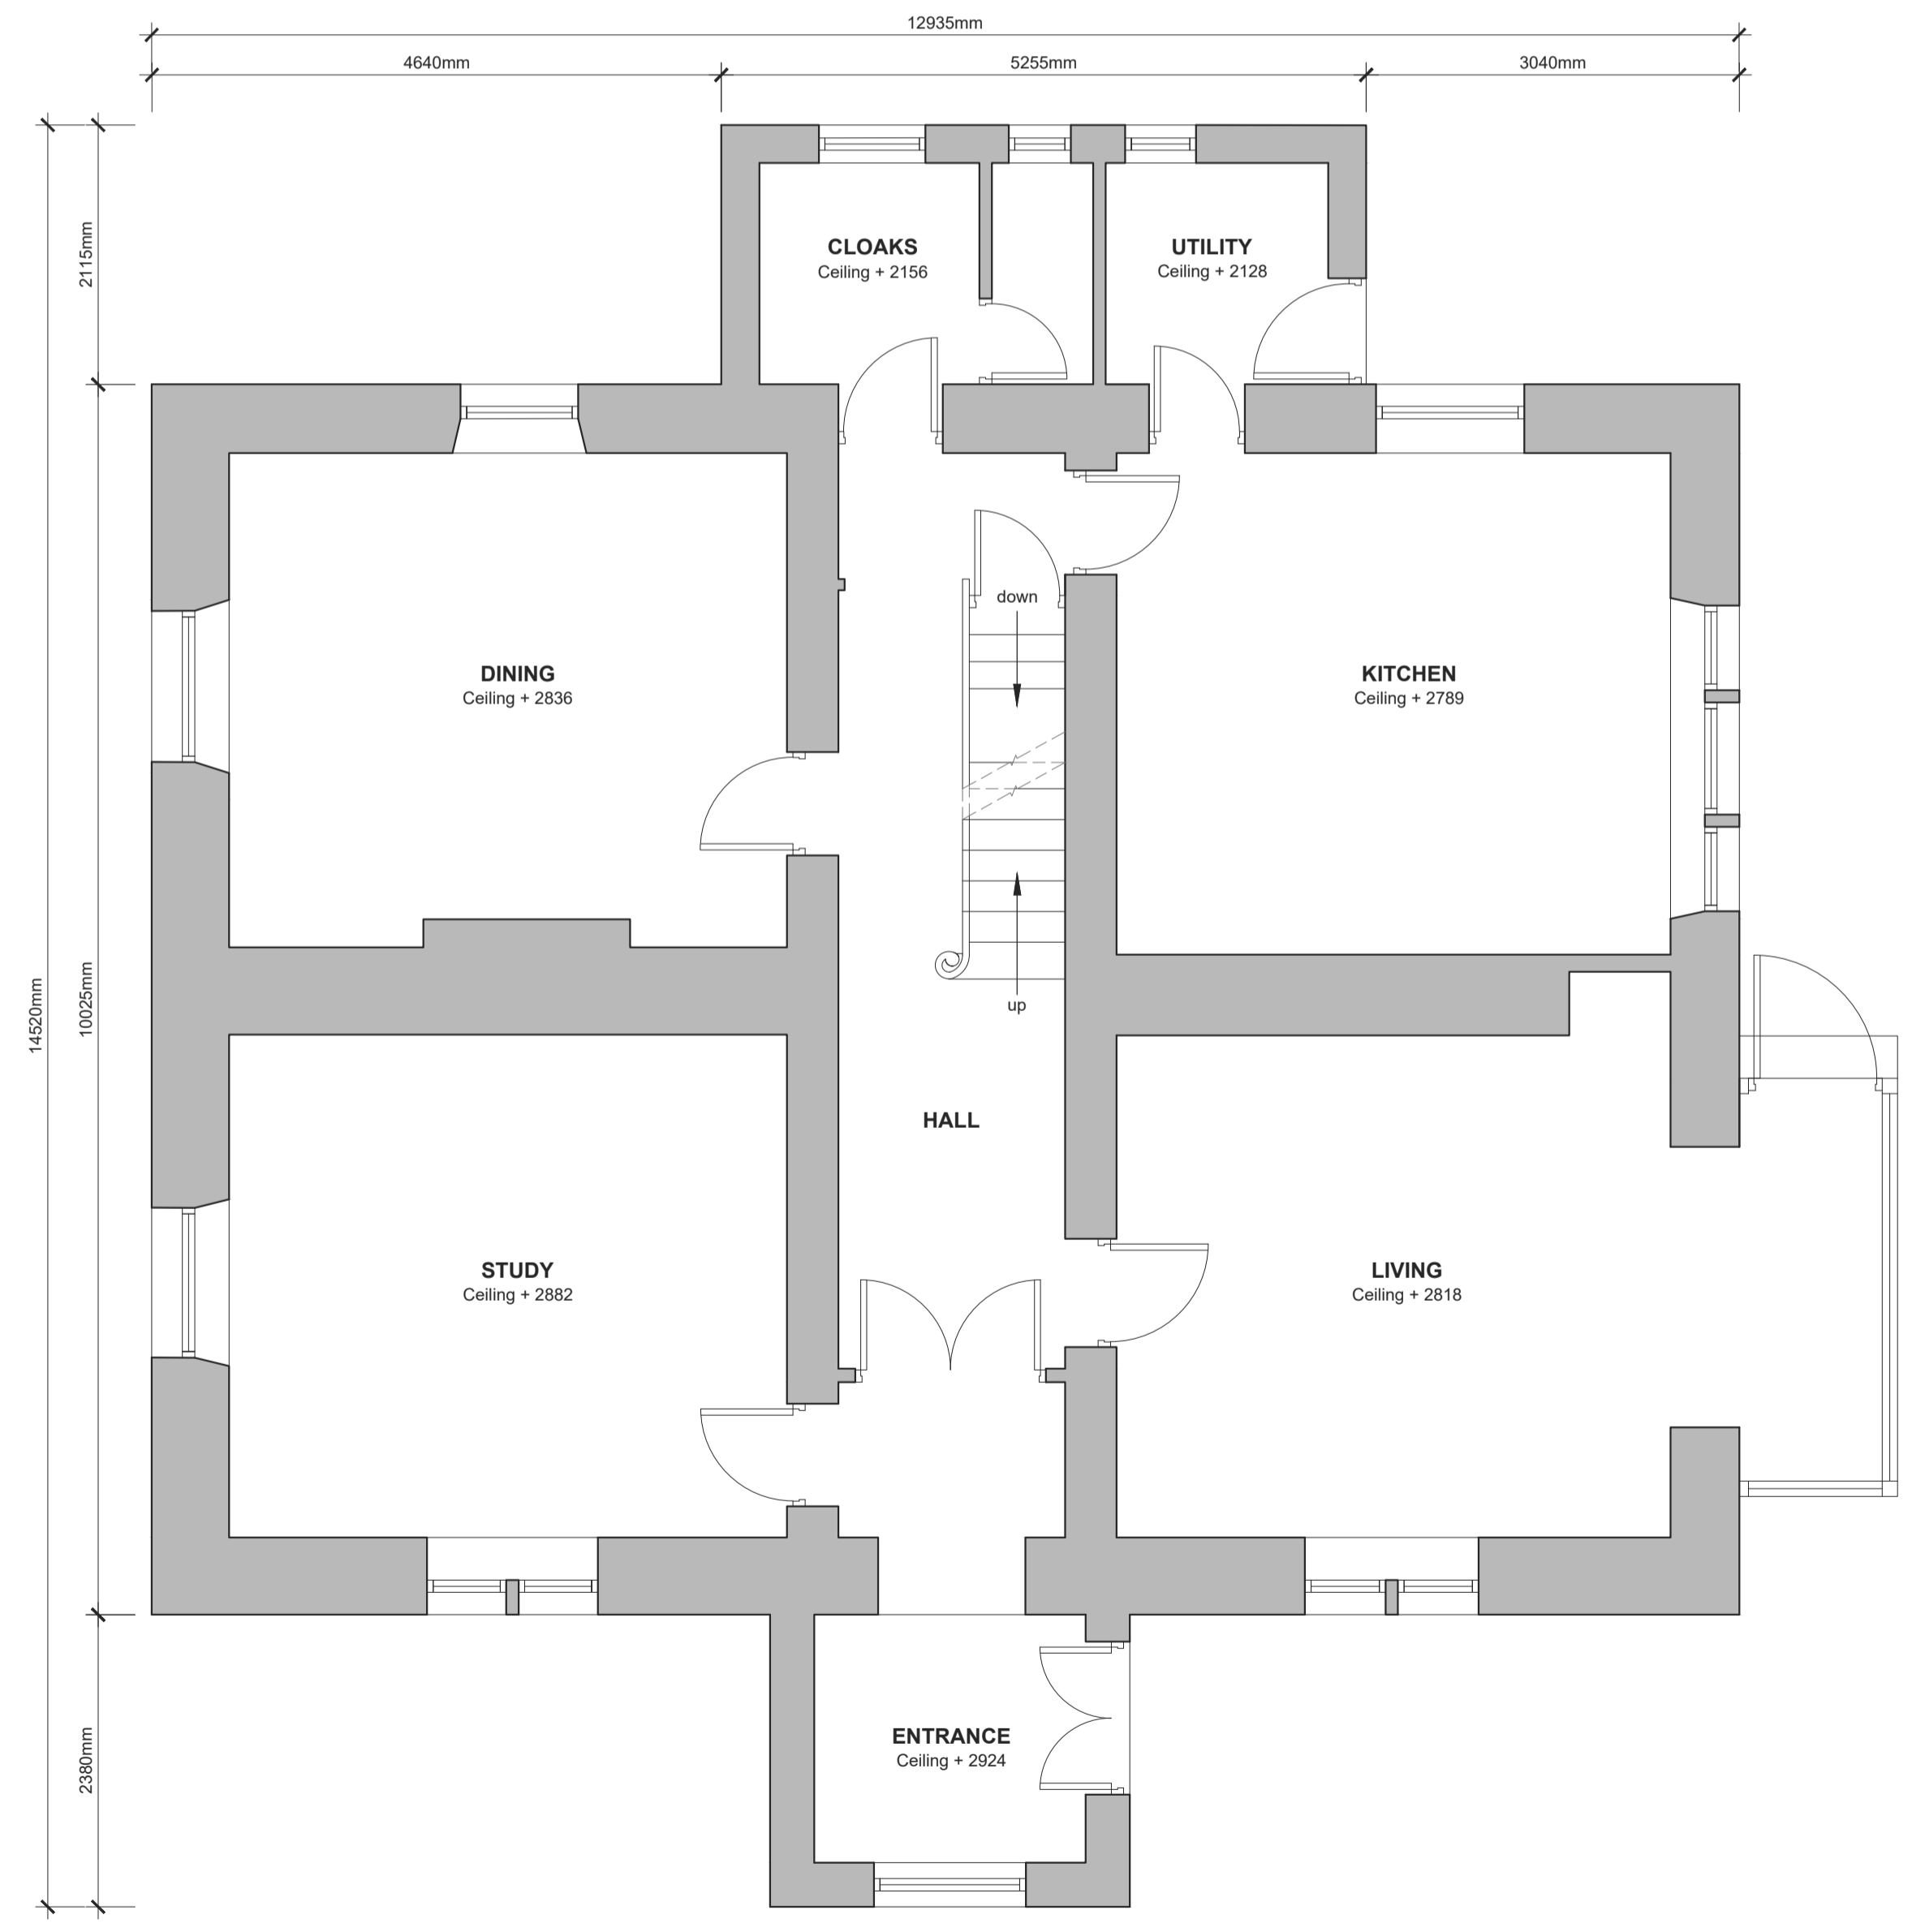 12935mm
4640mm
5255mm
3040mm
2115mm
CLOAKS
Ceiling + 2156
UTILITY
Ceiling + 2128
down
DINING
Ceiling + 2836
KITCHEN
Ceiling + 2789
14520mm
10025mm
up
HALL
STUDY
Ceiling + 2882
LIVING
Ceiling + 2818
2380mm
ENTRANCE
Ceiling + 2924